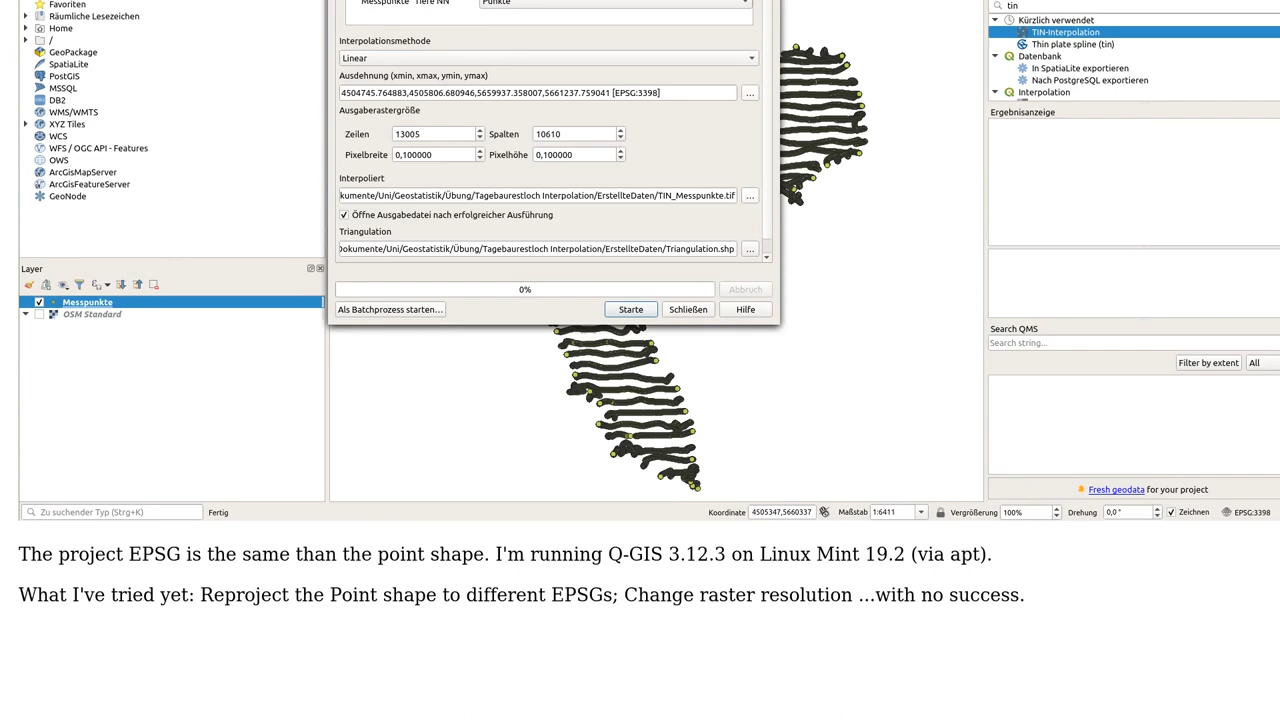 Favoriten
Räumliche Lesezeichen
Home
/
GeoPackage
SpatiaLite
PostGIS
MSSQL
DB2
WMS/WMTS
XYZ Tiles
WCS
WFS / OGC API - Features
OWS
ArcGisMapServer
ArcGisFeatureServer
GeoNode
Layer
Messpunkte
OSM Standard
Zu suchender Typ (Strg+K)
Fertig
Messpunkte Tiefe NN
Punkte
Interpolationsmethode
Linear
Ausdehnung (xmin, xmax, ymin, ymax)
4504745.764883,4505806.680946,5659937.358007,5661237.759041 [EPSG:3398]
...
Ausgaberastergröße
Zeilen 13005 Spalten 10610
Pixelbreite 0,100000 Pixelhöhe 0,100000
Interpoliert
kumente/Uni/Geostatistik/Übung/Tagebaurestloch Interpolation/ErstellteDaten/TIN_Messpunkte.tif
...
Öffne Ausgabedatei nach erfolgreicher Ausführung
Triangulation
Dokumente/Uni/Geostatistik/Übung/Tagebaurestloch Interpolation/ErstellteDaten/Triangulation.shp
...
0%
Abbruch
Als Batchprozess starten...
Starte
Schließen
Hilfe
tin
Kürzlich verwendet
TIN-Interpolation
Thin plate spline (tin)
Datenbank
In SpatiaLite exportieren
Nach PostgreSQL exportieren
Interpolation
Ergebnisanzeige
Search QMS
Search string...
Filter by extent
All
Fresh geodata for your project
Koordinate 4505347,5660337
Maßstab 1:6411
Vergrößerung 100%
Drehung 0,0 °
Zeichnen
EPSG:3398
The project EPSG is the same than the point shape. I'm running Q-GIS 3.12.3 on Linux Mint 19.2 (via apt).
What I've tried yet: Reproject the Point shape to different EPSGs; Change raster resolution ...with no success.